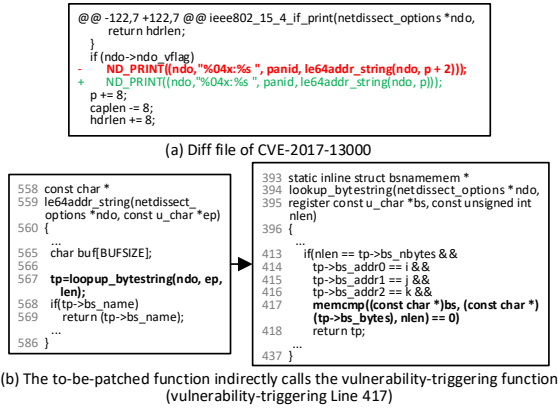 @@ -122,7 +122,7 @@ ieee802_15_4_if_print(netdissect_options *ndo,
return hdrlen;
}
if (ndo->ndo_vflag)
- ND_PRINT((ndo,"%04x:%s ", panid, le64addr_string(ndo, p + 2)));
+ ND_PRINT((ndo,"%04x:%s ", panid, le64addr_string(ndo, p)));
p += 8;
caplen -= 8;
hdrlen += 8;
(a) Diff file of CVE-2017-13000
558 const char *
559 le64addr_string(netdissect_
options *ndo, const u_char *ep)
560 {
...
565 char buf[BUFSIZE];
566
567 tp=loopup_bytestring(ndo, ep,
len);
568 if(tp->bs_name)
569 return (tp->bs_name);
...
586 }
393 static inline struct bsnamemem *
394 lookup_bytestring(netdissect_options *ndo,
395 register const u_char *bs, const unsigned int
nlen)
396 {
...
413 if(nlen == tp->bs_nbytes &&
414 tp->bs_addr0 == i &&
415 tp->bs_addr1 == j &&
416 tp->bs_addr2 == k &&
417 memcmp((const char *)bs, (const char *)
(tp->bs_bytes), nlen) == 0)
418 return tp;
...
437 }
(b) The to-be-patched function indirectly calls the vulnerability-triggering function
(vulnerability-triggering Line 417)